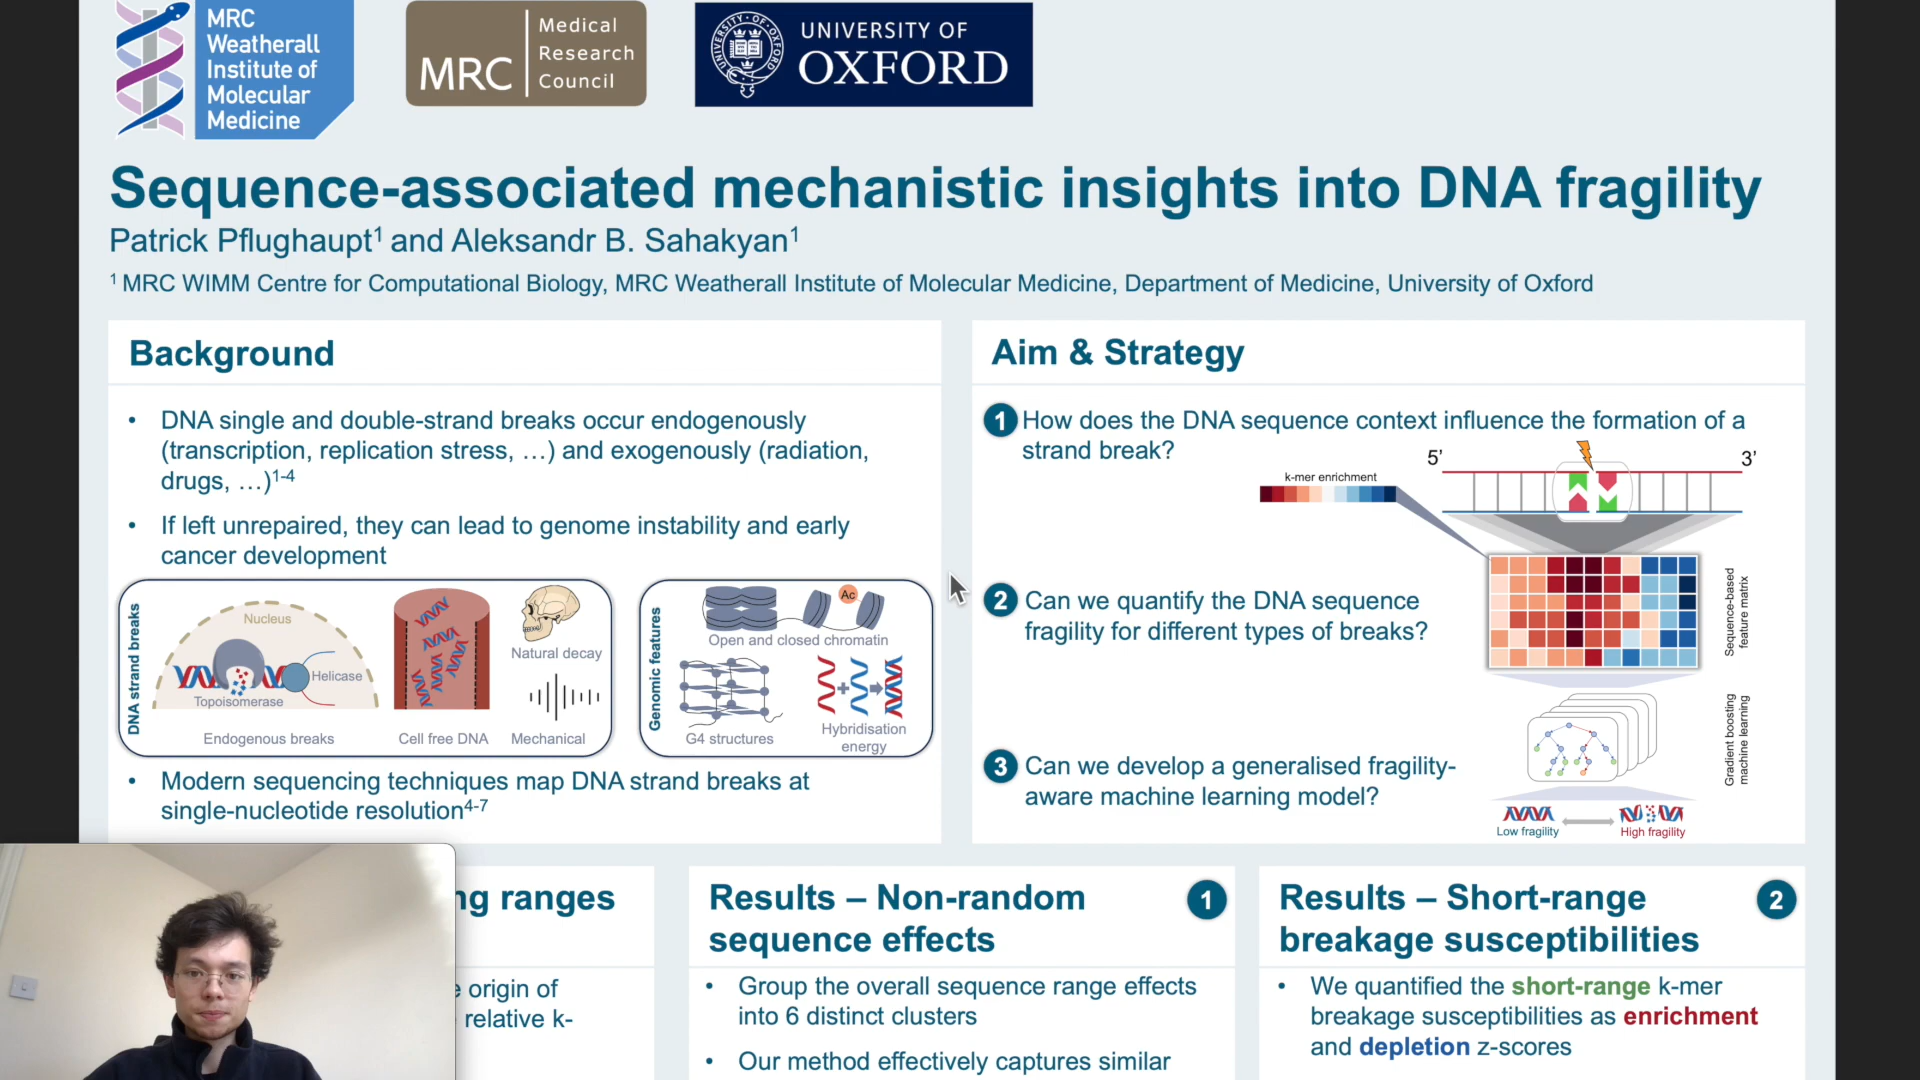 MRC
Weatherall
Institute of
Molecular
Medicine
MRC
Medical
Research
Council
UNIVERSITY OF
OXFORD
Sequence-associated mechanistic insights into DNA fragility
Patrick Pflughaupt¹ and Aleksandr B. Sahakyan¹
¹ MRC WIMM Centre for Computational Biology, MRC Weatherall Institute of Molecular Medicine, Department of Medicine, University of Oxford
Background
• DNA single and double-strand breaks occur endogenously
(transcription, replication stress, …) and exogenously (radiation,
drugs, …)¹⁻⁴
• If left unrepaired, they can lead to genome instability and early
cancer development
DNA strand breaks
Nucleus
Helicase
Topoisomerase
Endogenous breaks
Cell free DNA
Natural decay
Mechanical
Genomic features
Ac
Open and closed chromatin
G4 structures
Hybridisation
energy
• Modern sequencing techniques map DNA strand breaks at
single-nucleotide resolution⁴⁻⁷
Aim & Strategy
1 How does the DNA sequence context influence the formation of a
strand break?
k-mer enrichment
5’
3’
2 Can we quantify the DNA sequence
fragility for different types of breaks?
Sequence-based
feature matrix
3 Can we develop a generalised fragility-
aware machine learning model?
Gradient boosting
machine learning
Low fragility
High fragility
ng ranges
origin of
relative k-
Results – Non-random
sequence effects
1
• Group the overall sequence range effects
into 6 distinct clusters
• Our method effectively captures similar
Results – Short-range
breakage susceptibilities
2
• We quantified the short-range k-mer
breakage susceptibilities as enrichment
and depletion z-scores